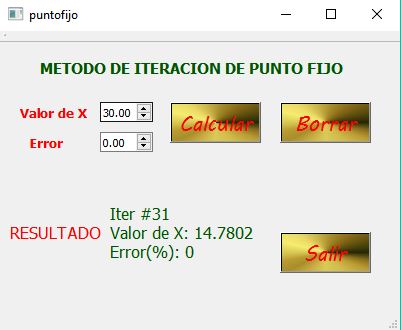 puntofijo
METODO DE ITERACION DE PUNTO FIJO
Valor de X 30.00 Calcular Borrar
Error 0.00
Iter #31
RESULTADO Valor de X: 14.7802
Error(%): 0
Salir